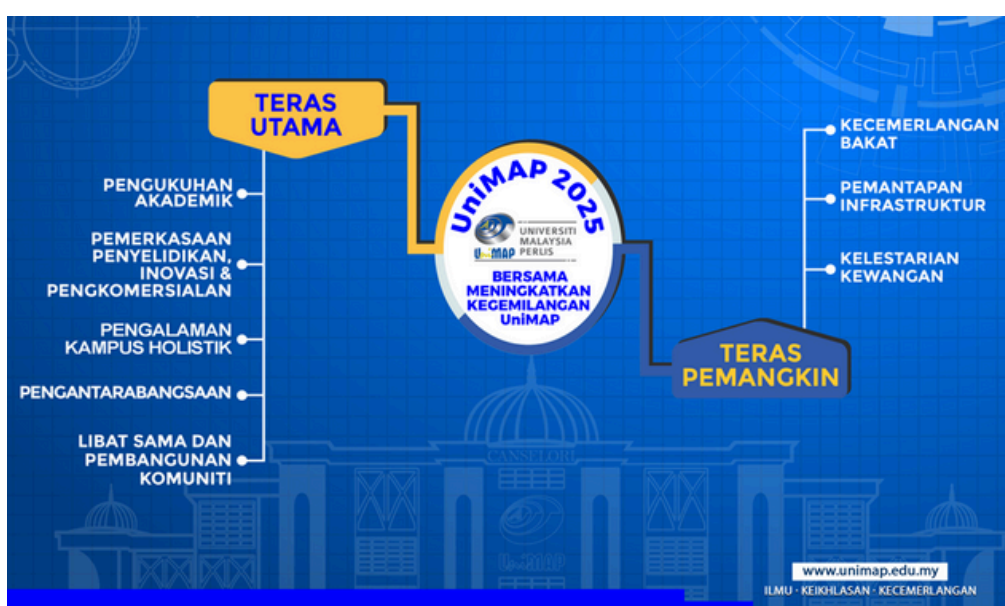 TERAS
UTAMA
PENGUKUHAN
AKADEMIK
PEMERKASAAN
PENYELIDIKAN,
INOVASI &
PENGKOMERSIALAN
PENGALAMAN
KAMPUS HOLISTIK
PENGANTARABANGSAAN
LIBAT SAMA DAN
PEMBANGUNAN
KOMUNITI
UniMAP 2025
UniMAP
UNIVERSITI
MALAYSIA
PERLIS
BERSAMA
MENINGKATKAN
KEGEMILANGAN
UniMAP
KECEMERLANGAN
BAKAT
PEMANTAPAN
INFRASTRUKTUR
KELESTARIAN
KEWANGAN
TERAS
PEMANGKIN
CANSELORI
UniMAP
www.unimap.edu.my
ILMU · KEIKHLASAN · KECEMERLANGAN